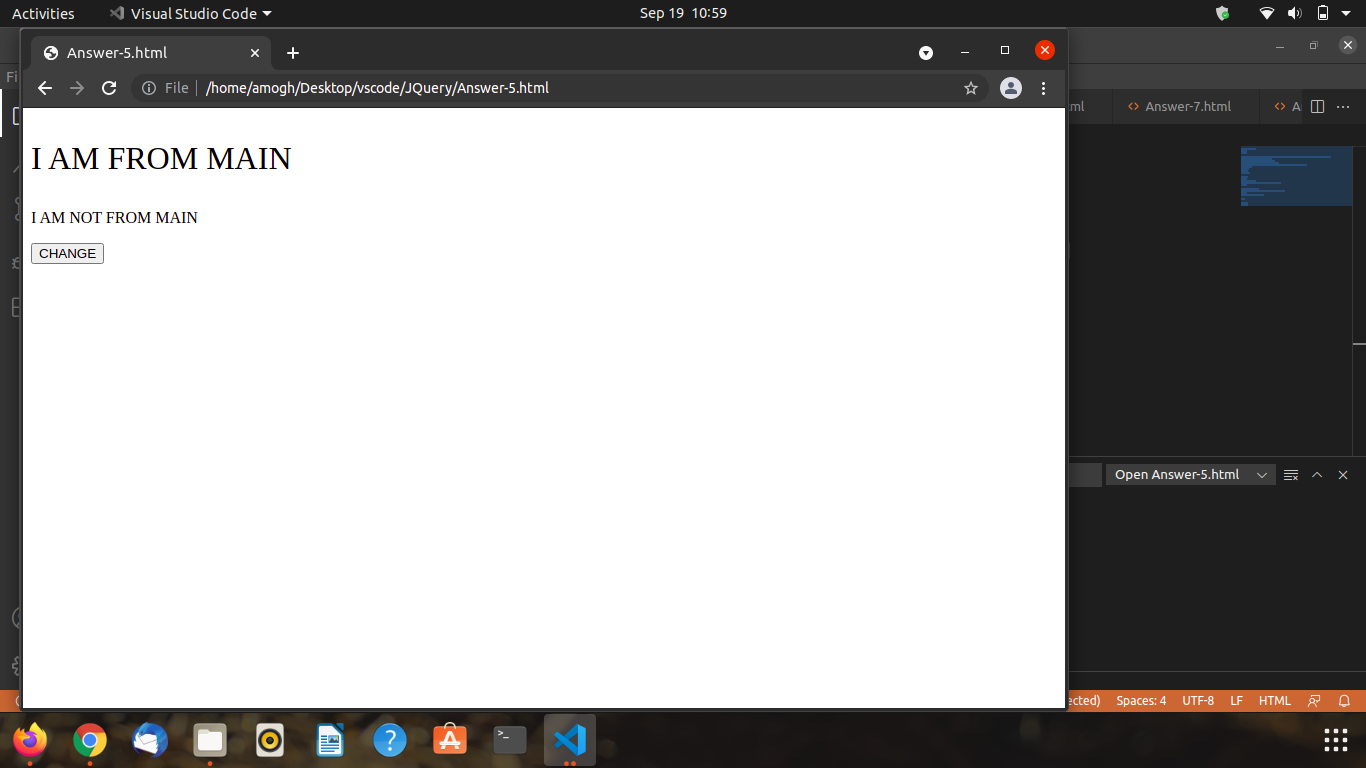 Activities Visual Studio Code Sep 19 10:59
Answer-5.html
File /home/amogh/Desktop/vscode/JQuery/Answer-5.html
Fi
ml Answer-7.html A
I AM FROM MAIN
I AM NOT FROM MAIN
CHANGE
Open Answer-5.html
ected) Spaces: 4 UTF-8 LF HTML